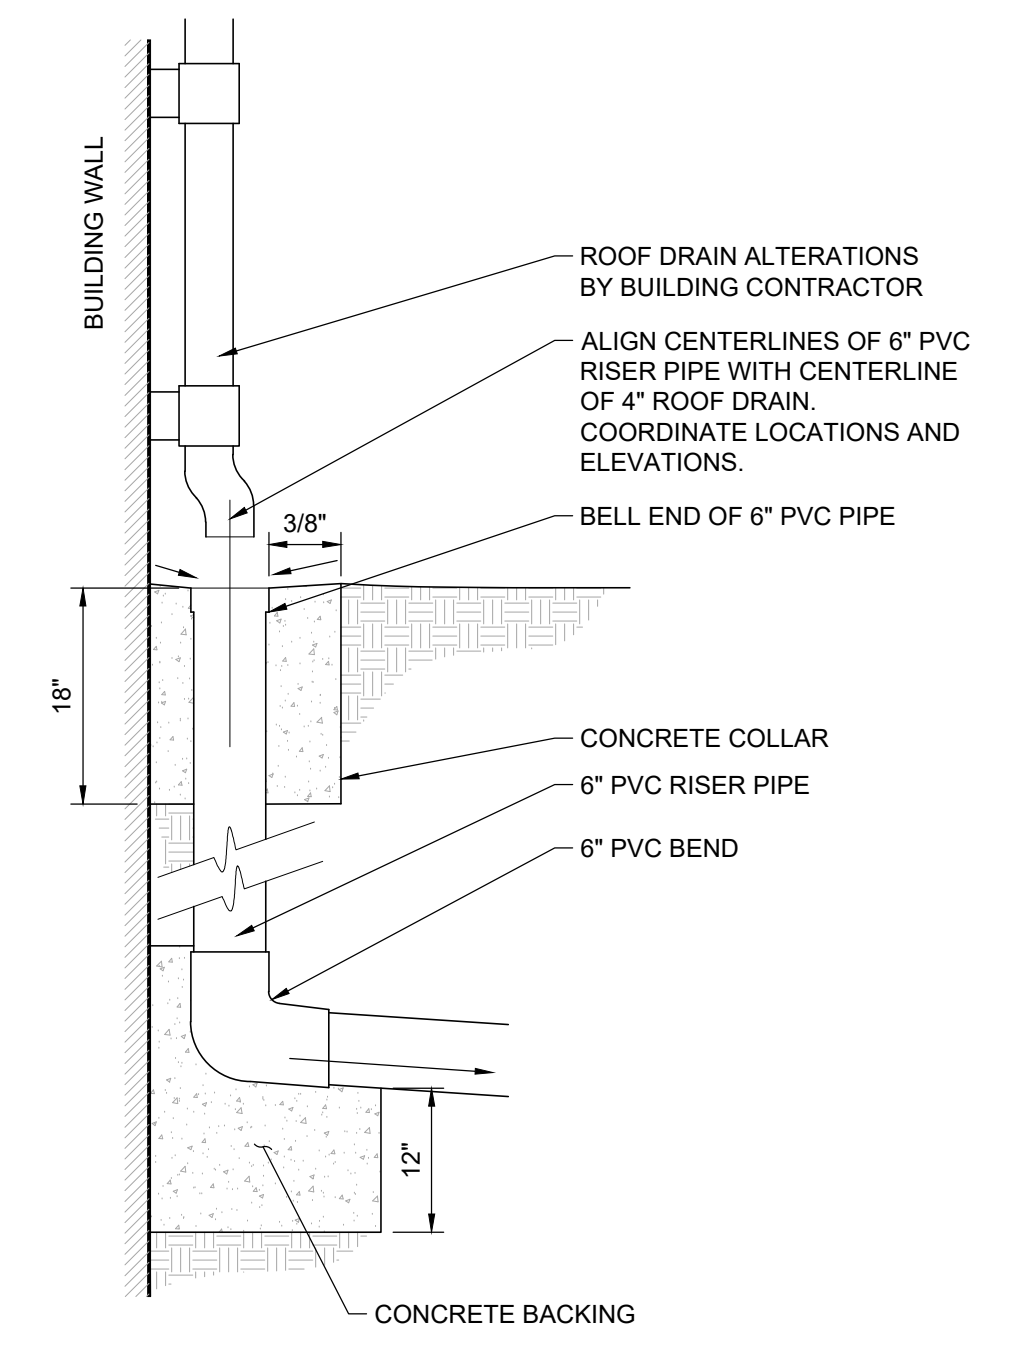 BUILDING WALL
ROOF DRAIN ALTERATIONS
BY BUILDING CONTRACTOR
ALIGN CENTERLINES OF 6" PVC
RISER PIPE WITH CENTERLINE
OF 4" ROOF DRAIN.
COORDINATE LOCATIONS AND
ELEVATIONS.
3/8"
BELL END OF 6" PVC PIPE
18"
CONCRETE COLLAR
6" PVC RISER PIPE
6" PVC BEND
12"
CONCRETE BACKING